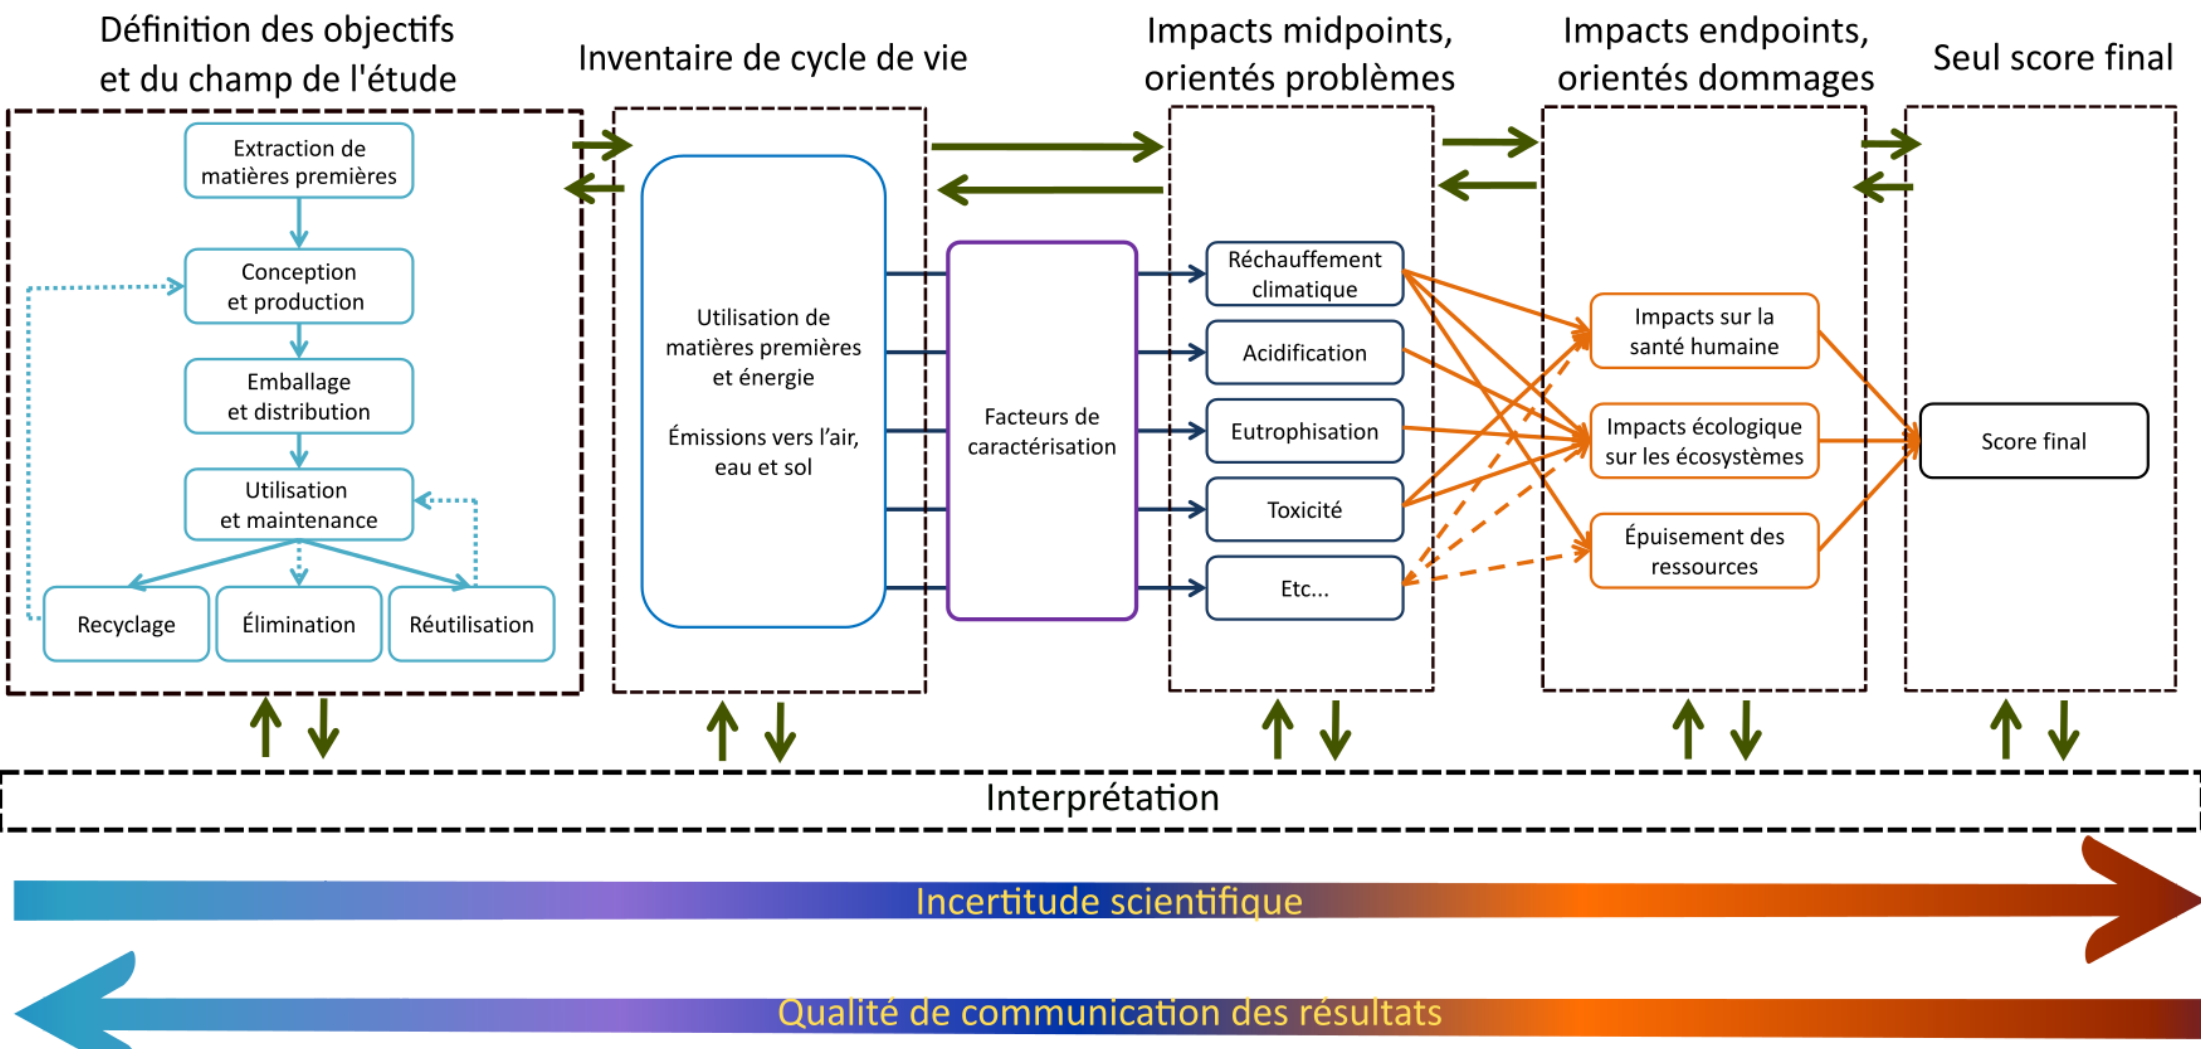 Définition des objectifs
et du champ de l'étude
Inventaire de cycle de vie
Impacts midpoints,
orientés problèmes
Impacts endpoints,
orientés dommages
Seul score final
Extraction de
matières premières
Conception
et production
Emballage
et distribution
Utilisation
et maintenance
Recyclage
Élimination
Réutilisation
Utilisation de
matières premières
et énergie
Émissions vers l’air,
eau et sol
Facteurs de
caractérisation
Réchauffement
climatique
Acidification
Eutrophisation
Toxicité
Etc...
Impacts sur la
santé humaine
Impacts écologique
sur les écosystèmes
Épuisement des
ressources
Score final
Interprétation
Incertitude scientifique
Qualité de communication des résultats